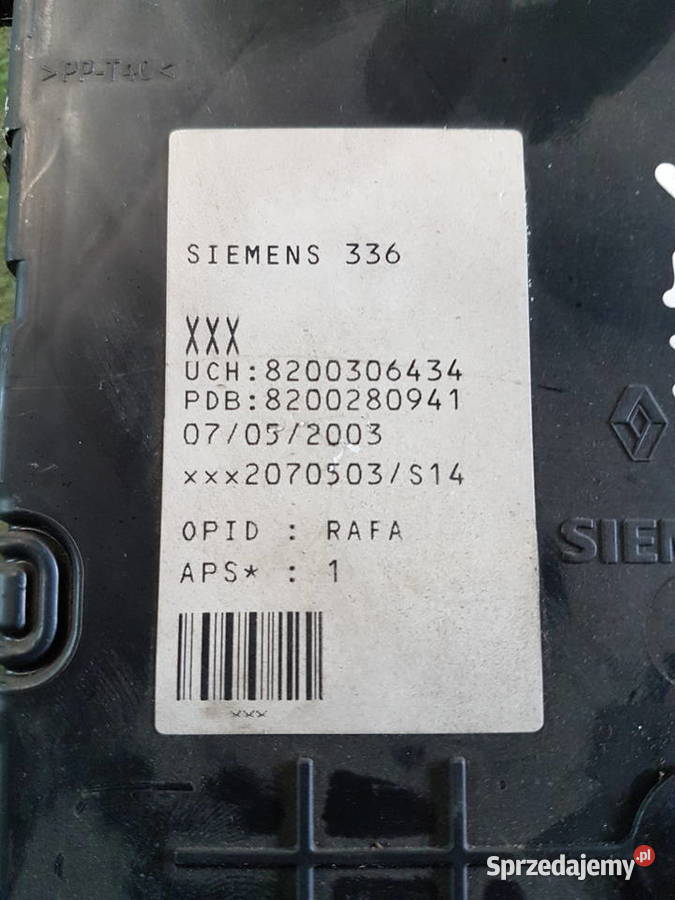 >PP-T40<
SIEMENS 336
XXX
UCH:8200306434
PDB:8200280941
07/05/2003
xxx2070503/S14
SIEM
OPID : RAFA
APS* : 1
xxx
Sprzedajemy.pl